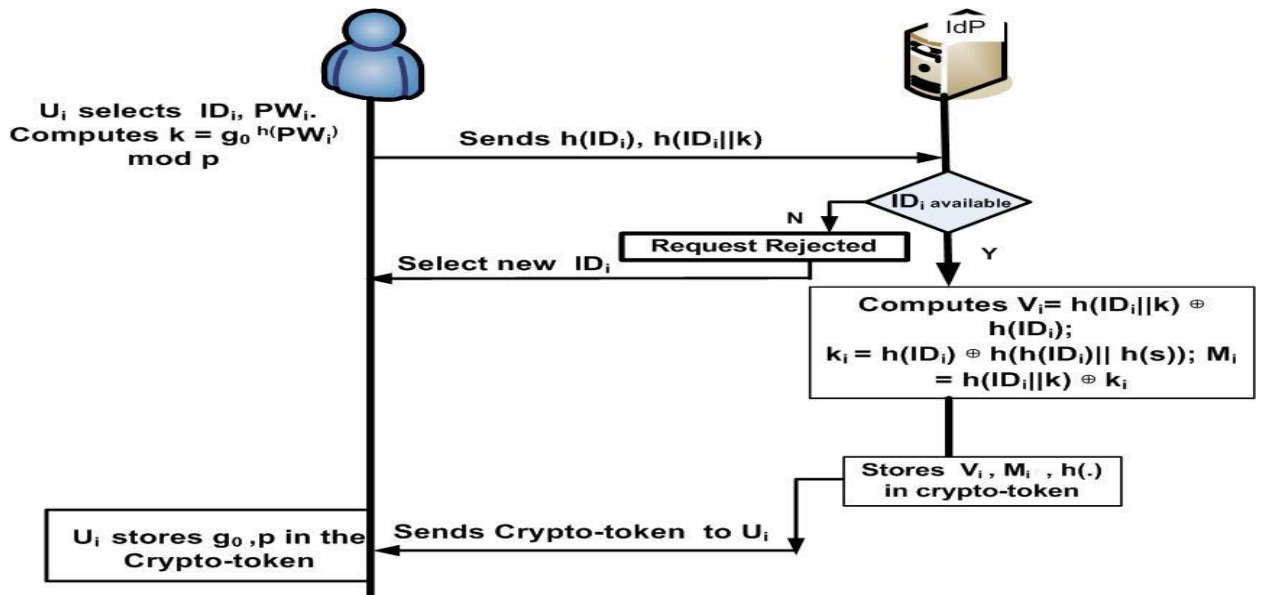 IdP
Uᵢ selects IDᵢ, PWᵢ.
Computes k = g₀ ʰ⁽PWᵢ⁾
mod p
Sends h(IDᵢ), h(IDᵢ||k)
IDᵢ available
N
Request Rejected
Y
Select new IDᵢ
Computes Vᵢ= h(IDᵢ||k) ⊕
h(IDᵢ);
kᵢ = h(IDᵢ) ⊕ h(h(IDᵢ)|| h(s)); Mᵢ
= h(IDᵢ||k) ⊕ kᵢ
Stores Vᵢ , Mᵢ , h(.)
in crypto-token
Sends Crypto-token to Uᵢ
Uᵢ stores g₀ ,p in the
Crypto-token